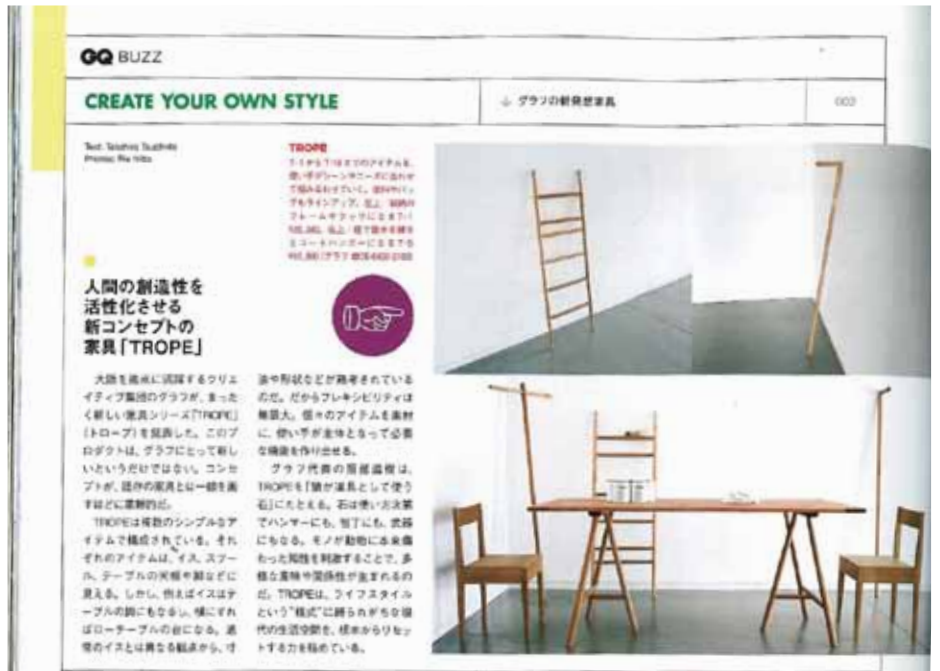 GQ BUZZ
CREATE YOUR OWN STYLE
グラフの新発想家具
002
TROPE
人間の創造性を
活性化させる
新コンセプトの
家具「TROPE」
大阪を拠点に活躍するクリエ
イティブ集団のグラフが、まった
く新しい家具シリーズ「TROPE」
(トロープ)を発表した。このプ
ロダクトは、グラフにとって新し
いというだけではない。コンセ
プトが、既存の家具とは一線を画
すほどに革新的だ。
TROPEは複数のシンプルなア
イテムで構成されている。それ
ぞれのアイテムは、イス、スツー
ル、テーブルの天板や脚などに
見える。しかし、例えばイスはテ
ーブルの脚にもなるし、横にすれ
ばローテーブルの台になる。通
常のイスとは異なる観点から、寸
法や形状などが熟考されている
のだ。だからフレキシビリティは
無限大。個々のアイテムを素材
に、使い手が主体となって必要
な機能を作り出せる。
グラフ代表の服部滋樹は、
TROPEを「猿が道具として使う
石」にたとえる。石は使い方次第
でハンマーにも、包丁にも、武器
にもなる。モノが動物に本来備
わった知性を刺激することで、多
様な意味や関係性が生まれるの
だ。TROPEは、ライフスタイル
という"様式"に縛られがちな現
代の生活空間を、根本からリセッ
トする力を秘めている。